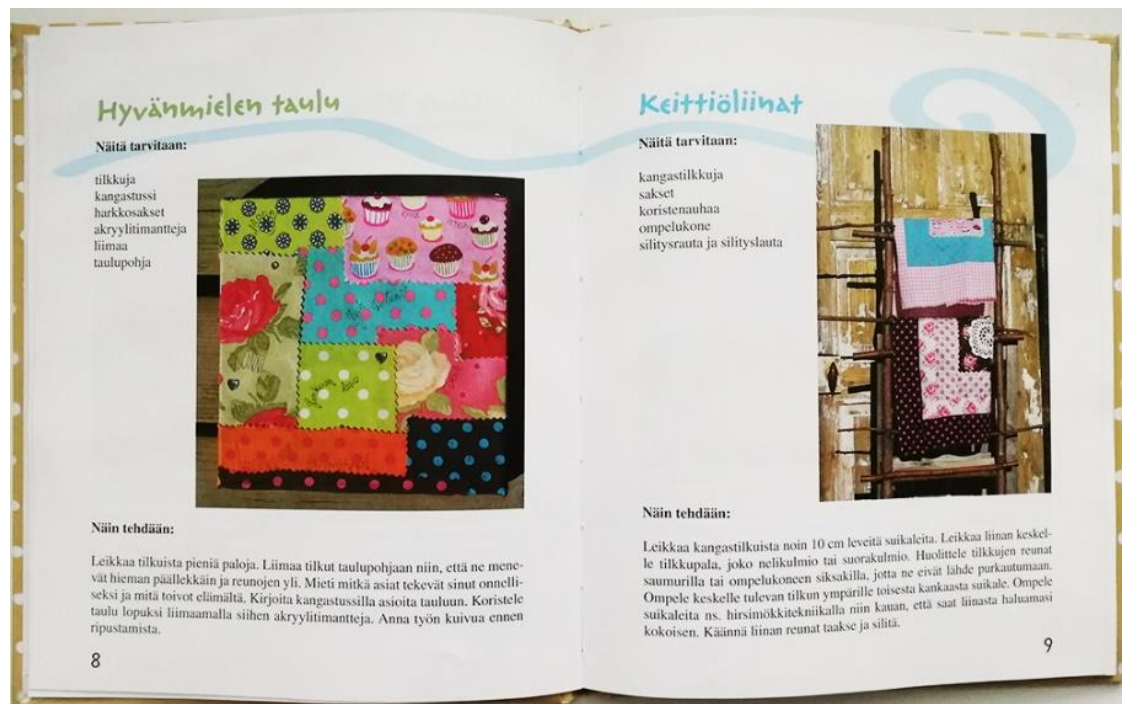 Hyvänmielen taulu
Näitä tarvitaan:
tilkkuja
kangastussi
harkkosakset
akryylitimantteja
liimaa
taulupohja
Näin tehdään:
Leikkaa tilkuista pieniä paloja. Liimaa tilkut taulupohjaan niin, että ne mene-
vät hieman päällekkäin ja reunojen yli. Mieti mitkä asiat tekevät sinut onnelli-
seksi ja mitä toivot elämältä. Kirjoita kangastussilla asioita tauluun. Koristele
taulu lopuksi liimaamalla siihen akryylitimantteja. Anna työn kuivua ennen
ripustamista.
8
Keittiöliinat
Näitä tarvitaan:
kangastilkkuja
sakset
koristenauhaa
ompelukone
silitysrauta ja silityslauta
Näin tehdään:
Leikkaa kangastilkuista noin 10 cm leveitä suikaleita. Leikkaa liinan keskel-
le tilkkupala, joko nelikulmio tai suorakulmio. Huolittele tilkkujen reunat
saumurilla tai ompelukoneen siksakilla, jotta ne eivät lähde purkautumaan.
Ompele keskelle tulevan tilkun ympärille toisesta kankaasta suikale. Ompele
suikaleita ns. hirsimökkitekniikalla niin kauan, että saat liinasta haluamasi
kokoisen. Käännä liinan reunat taakse ja silitä.
9